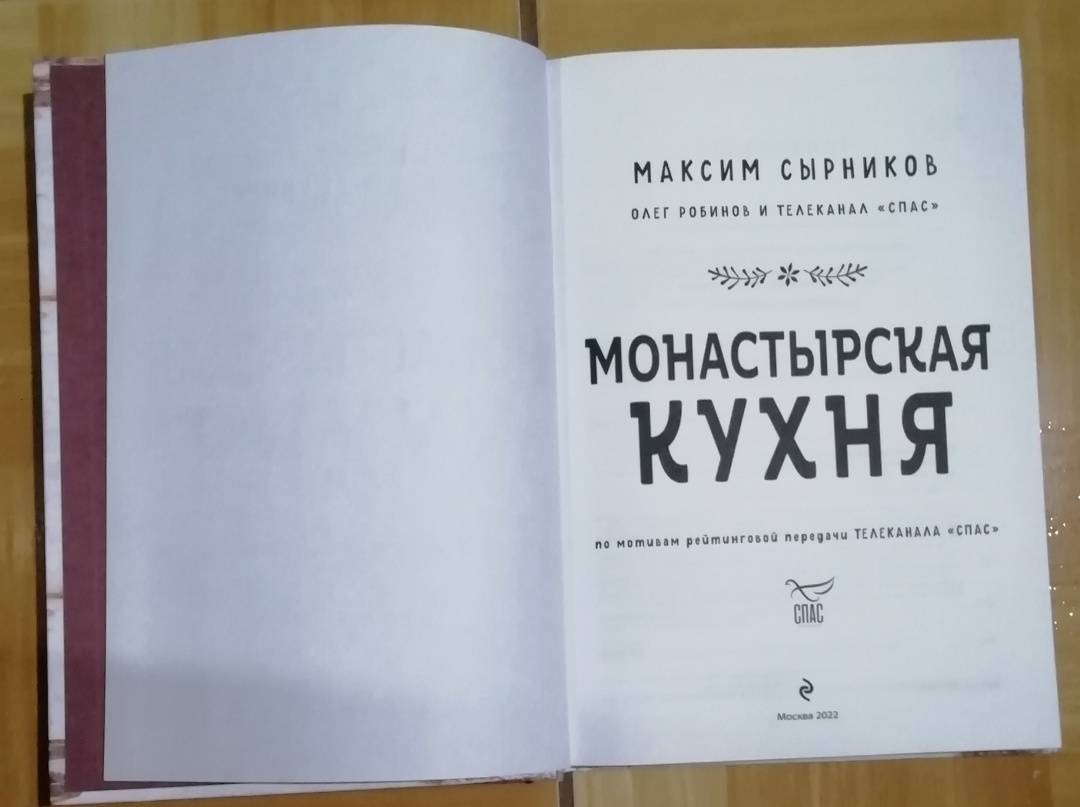 МАКСИМ СЫРНИКОВ
ОЛЕГ РОБИНОВ И ТЕЛЕКАНАЛ «СПАС»
МОНАСТЫРСКАЯ
КУХНЯ
по мотивам рейтинговой передачи ТЕЛЕКАНАЛА «СПАС»
СПАС
Москва 2022